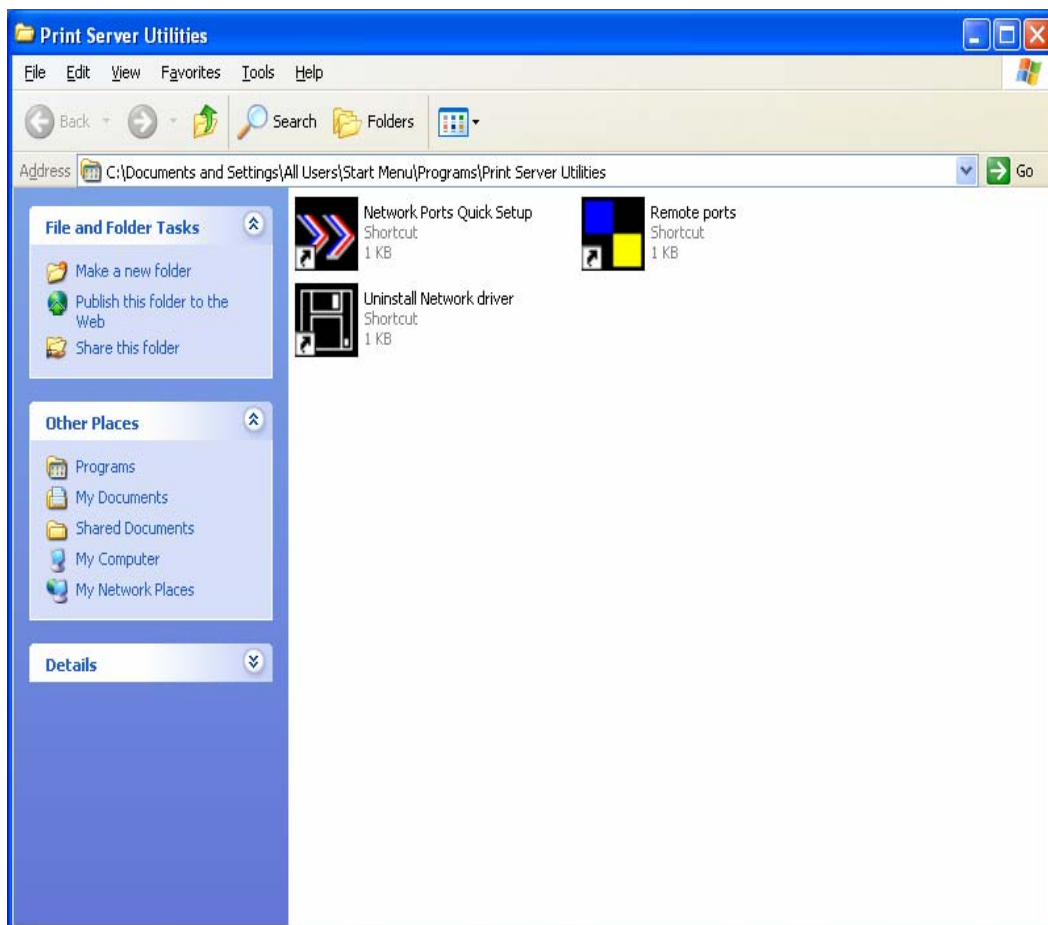 Print Server Utilities
File Edit View Favorites Tools Help
Back Search Folders
Address C:\Documents and Settings\All Users\Start Menu\Programs\Print Server Utilities Go
File and Folder Tasks
Make a new folder
Publish this folder to the
Web
Share this folder
Other Places
Programs
My Documents
Shared Documents
My Computer
My Network Places
Details
Network Ports Quick Setup
Shortcut
1 KB
Remote ports
Shortcut
1 KB
Uninstall Network driver
Shortcut
1 KB